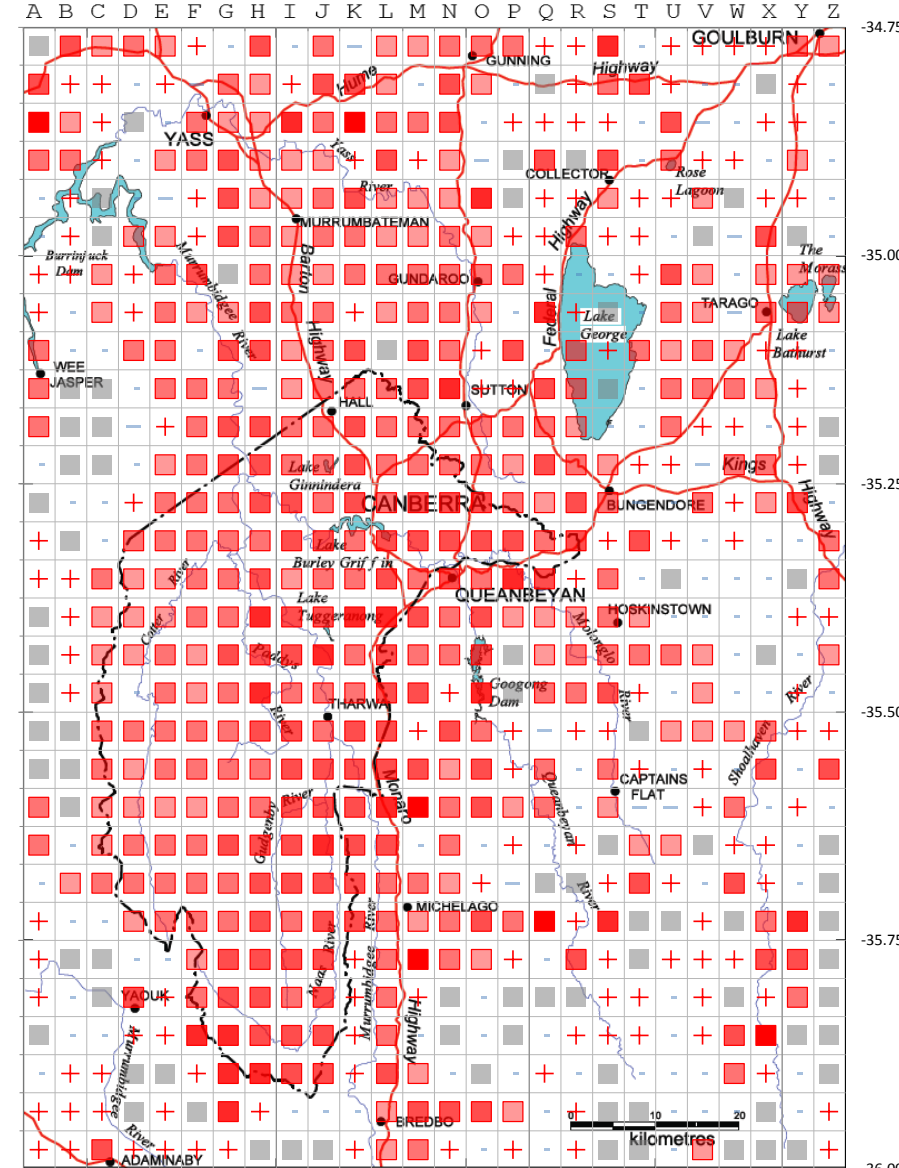 A B C D E F G H I J K L M N O P Q R S T U V W X Y Z
-34.75
GOULBURN
GUNNING
Hume
Highway
YASS
Yass
River
COLLECTOR
Rose
Lagoon
MURRUMBATEMAN
Highway
Burrinjuck
Dam
Murrumbidgee
River
Barton
Highway
GUNDAROO
The
Morass
-35.00
TARAGO
Federal
Lake
George
Lake
Bathurst
WEE
JASPER
SUTTON
HALL
Lake
Ginninderra
Kings
Highway
-35.25
CANBERRA
BUNGENDORE
Lake
Burley Griffin
QUEANBEYAN
Cotter
River
Lake
Tuggeranong
HOSKINSTOWN
Molonglo
River
Paddys
River
Googong
Dam
THARWA
Shoalhaven
River
-35.50
Monaro
Highway
CAPTAINS
FLAT
Queanbeyan
River
Gudgenby
River
MICHELAGO
Naas River
Murrumbidgee River
-35.75
YAOUK
Murrumbidgee
River
BREDBO
0 10 20
kilometres
ADAMINABY
-36.00